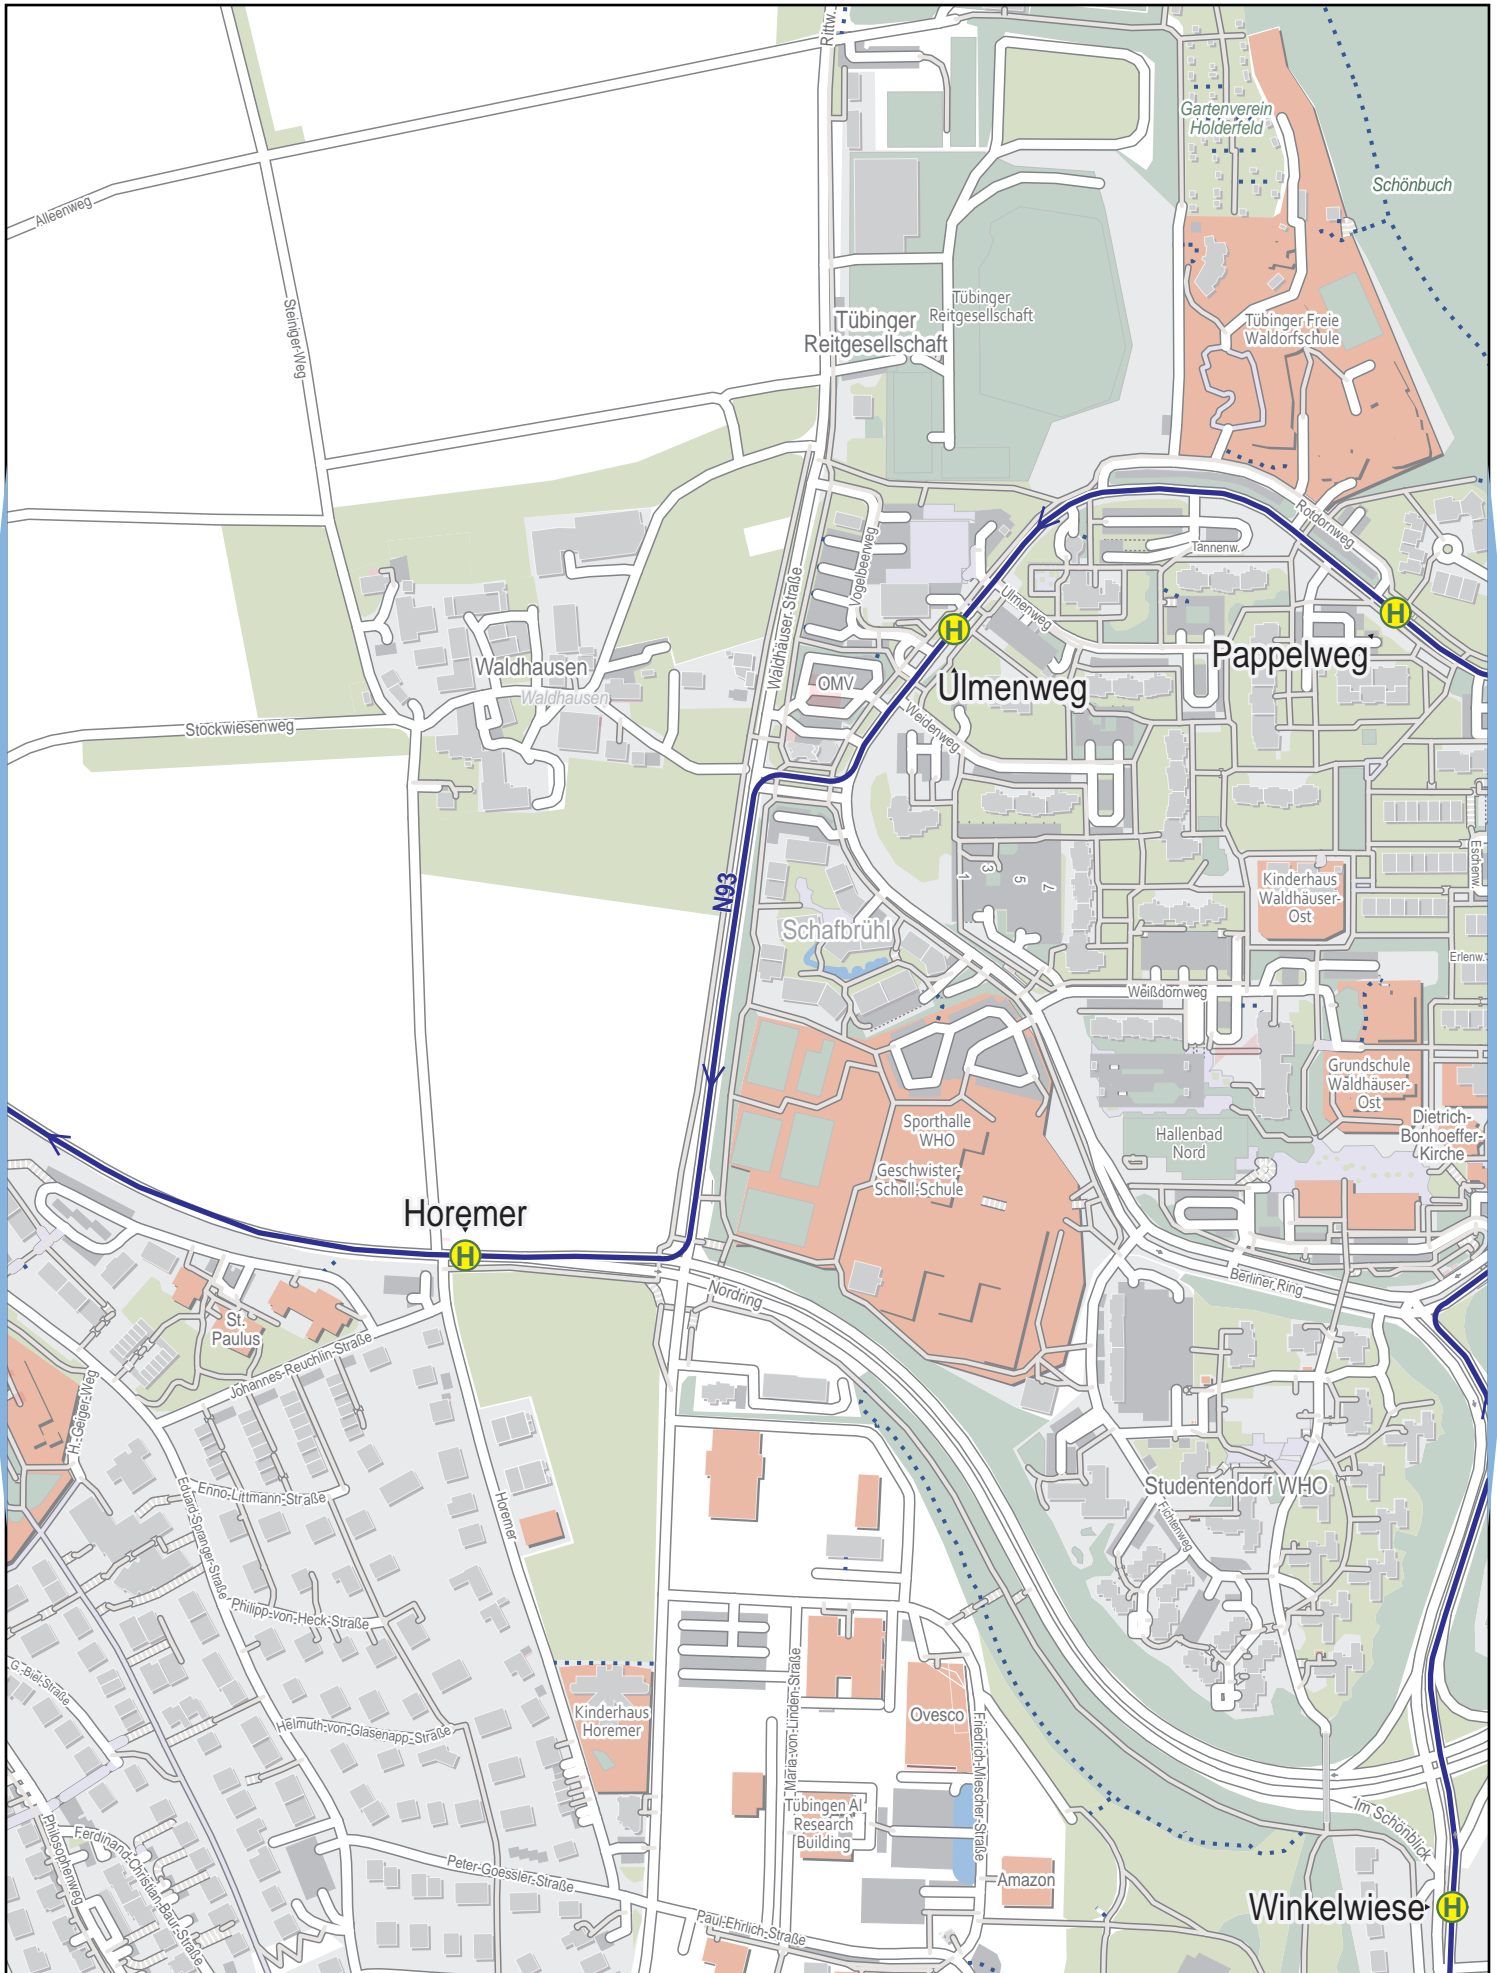 Rittw.
Gartenverein
Holderfeld
Schönbuch
Alleenweg
Steiniger-Weg
Tübinger
Reitgesellschaft
Tübinger
Reitgesellschaft
Tübinger Freie
Waldorfschule
Rotdornweg
Tannenw.
Vogelbeerweg
Waldhäuser-Straße
Ulmenweg
H
H
Pappelweg
Ulmenweg
Waldhausen
Waldhausen
OMV
Weidenweg
Stockwiesenweg
N93
1
3
5
7
Kinderhaus
Waldhäuser-
Ost
Eschenw.
Schafbrühl
Erlenw.
Weißdornweg
Grundschule
Waldhäuser-
Ost
Sporthalle
WHO
Hallenbad
Nord
Dietrich-
Bonhoeffer-
Kirche
Geschwister-
Scholl-Schule
Horemer
H
Nordring
Berliner Ring
St.
Paulus
Johannes-Reuchlin-Straße
H.-Geiger-Weg
Enno-Littmann-Straße
Eduard-Spranger-Straße
Horemer
Studentendorf WHO
Fichtenweg
Philipp-von-Heck-Straße
G.-Biel-Straße
Helmuth-von-Glasenapp-Straße
Kinderhaus
Horemer
Maria-von-Linden-Straße
Ovesco
Friedrich-Miescher-Straße
Tübingen AI
Research
Building
Im Schönblick
Philosophenweg
Ferdinand-Christian-Baur-Straße
Peter-Goessler-Straße
Amazon
Paul-Ehrlich-Straße
Winkelwiese
H